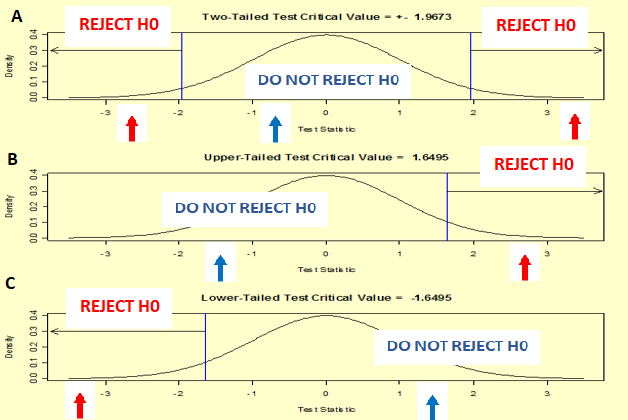 A
Two-Tailed Test Critical Value = +- 1.9673
REJECT H0
REJECT H0
DO NOT REJECT H0
Density
0.0 0.1 0.2 0.3 0.4
-3 -2 -1 0 1 2 3
Test Statistic
B
Upper-Tailed Test Critical Value = 1.6495
REJECT H0
DO NOT REJECT H0
Density
0.0 0.1 0.2 0.3 0.4
-3 -2 -1 0 1 2 3
Test Statistic
C
Lower-Tailed Test Critical Value = -1.6495
REJECT H0
DO NOT REJECT H0
Density
0.0 0.1 0.2 0.3 0.4
-3 -2 -1 0 1 2 3
Test Statistic